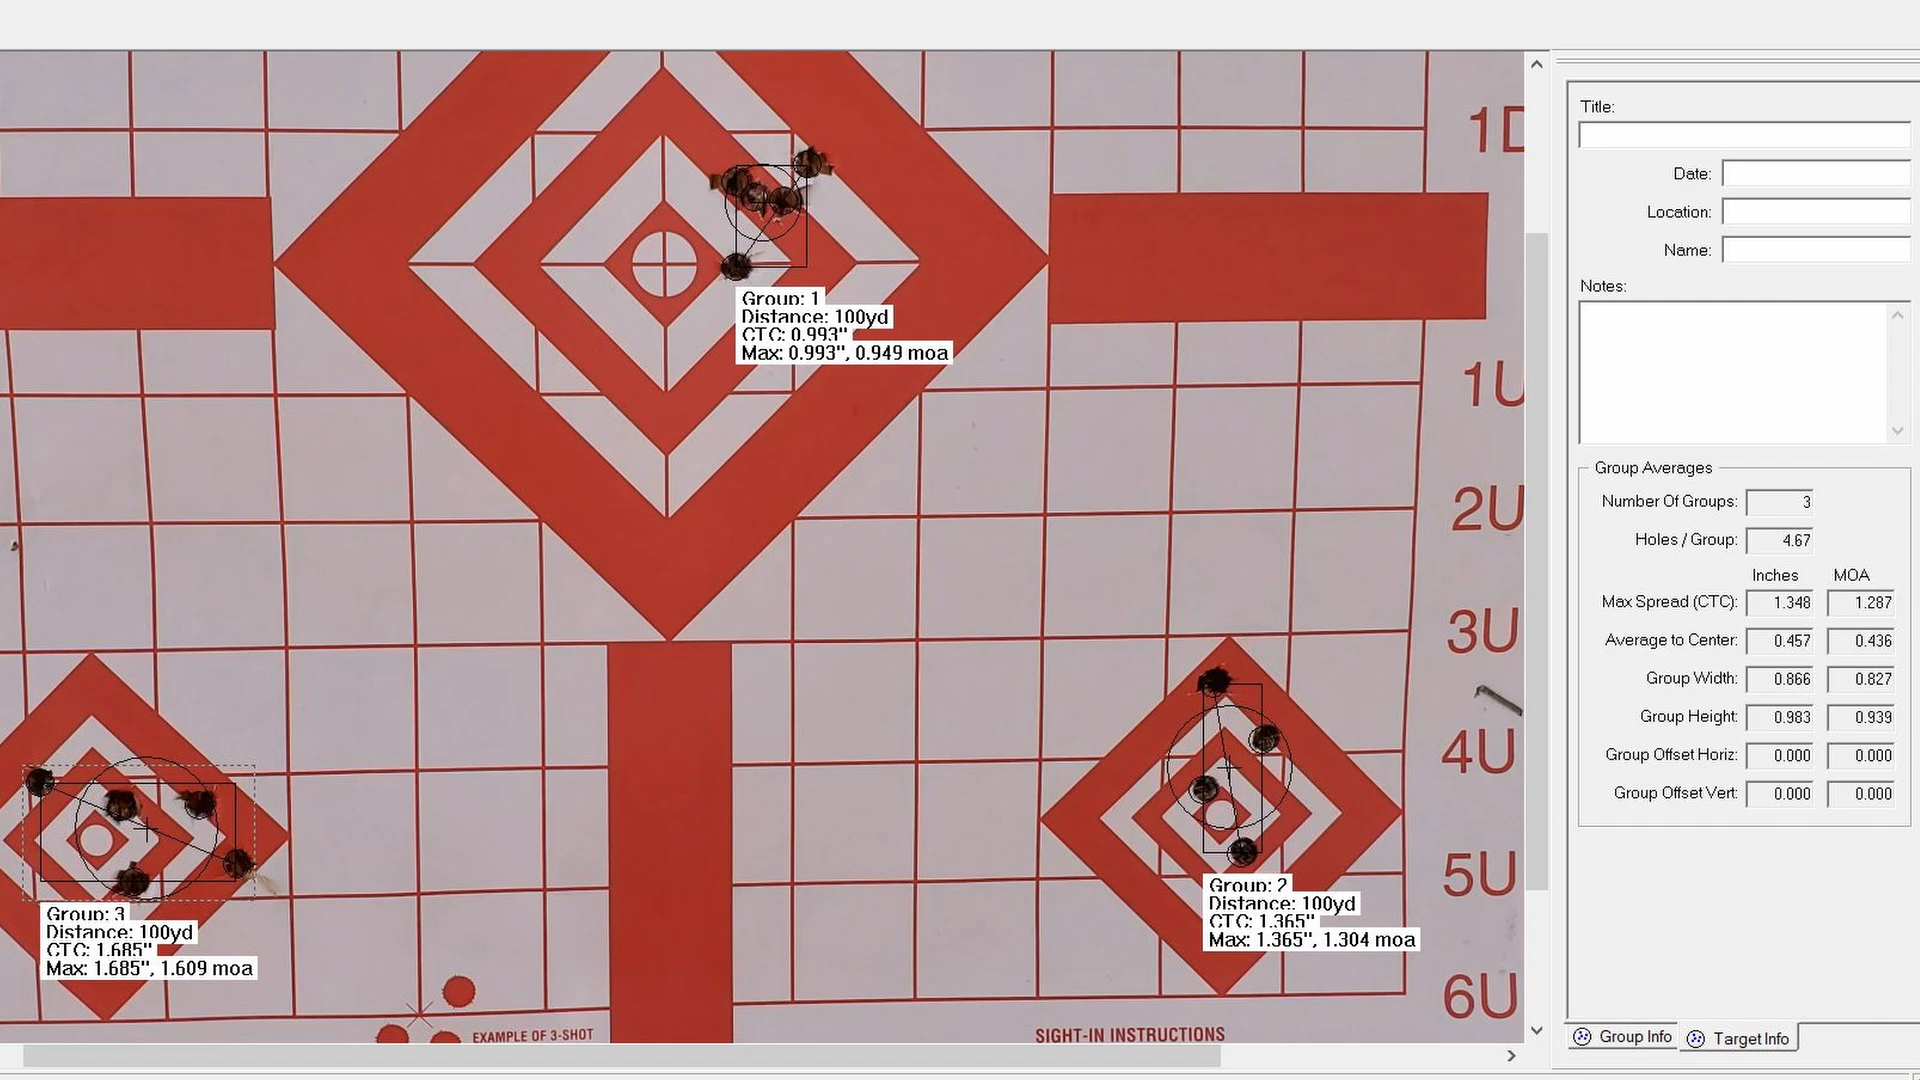 1D
Group: 1
Distance: 100yd
CTC: 0.993"
Max: 0.993", 0.949 moa
1U
2U
3U
4U
5U
6U
Group: 2
Distance: 100yd
CTC: 1.365"
Max: 1.365", 1.304 moa
Group: 3
Distance: 100yd
CTC: 1.685"
Max: 1.685", 1.609 moa
EXAMPLE OF 3-SHOT
SIGHT-IN INSTRUCTIONS
Title:
Date:
Location:
Name:
Notes:
Group Averages
Number Of Groups: 3
Holes / Group: 4.67
Inches MOA
Max Spread (CTC): 1.348 1.287
Average to Center: 0.457 0.436
Group Width: 0.866 0.827
Group Height: 0.983 0.939
Group Offset Horiz: 0.000 0.000
Group Offset Vert: 0.000 0.000
Group Info Target Info